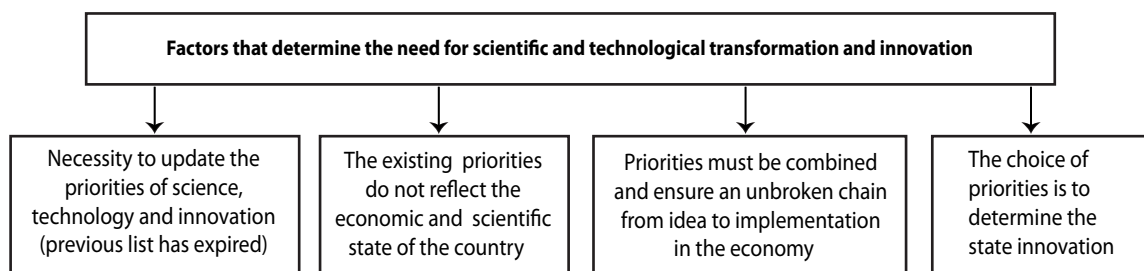 Factors that determine the need for scientific and technological transformation and innovation
Necessity to update the
priorities of science,
technology and innovation
(previous list has expired)
The existing priorities
do not reflect the
economic and scientific
state of the country
Priorities must be combined
and ensure an unbroken chain
from idea to implementation
in the economy
The choice of
priorities is to
determine the
state innovation